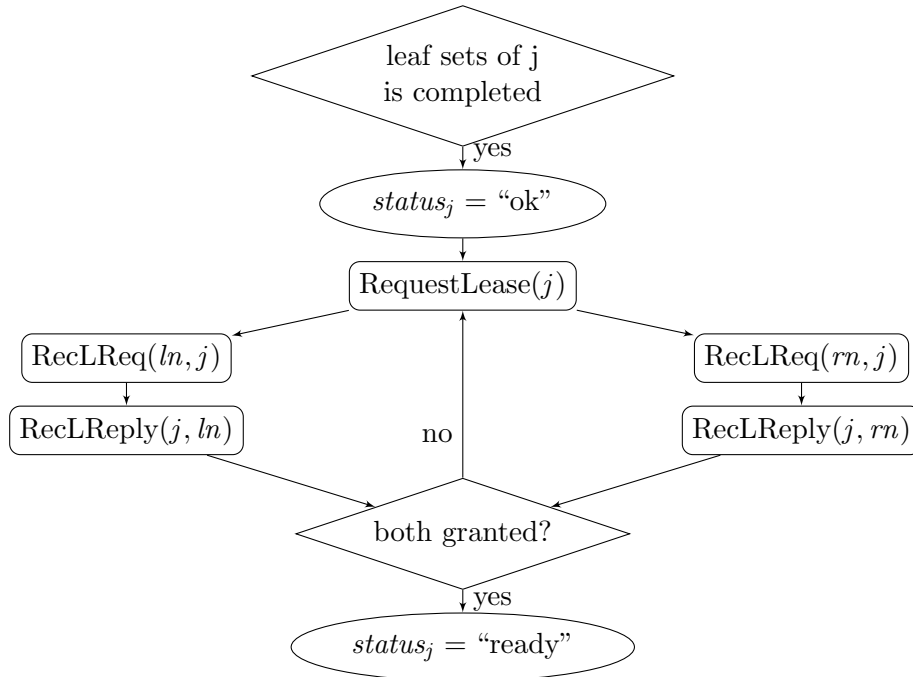 leaf sets of j
is completed
yes
status_j = “ok”
RequestLease(j)
RecLReq(ln, j)
RecLReq(rn, j)
RecLReply(j, ln)
RecLReply(j, rn)
no
both granted?
yes
status_j = “ready”